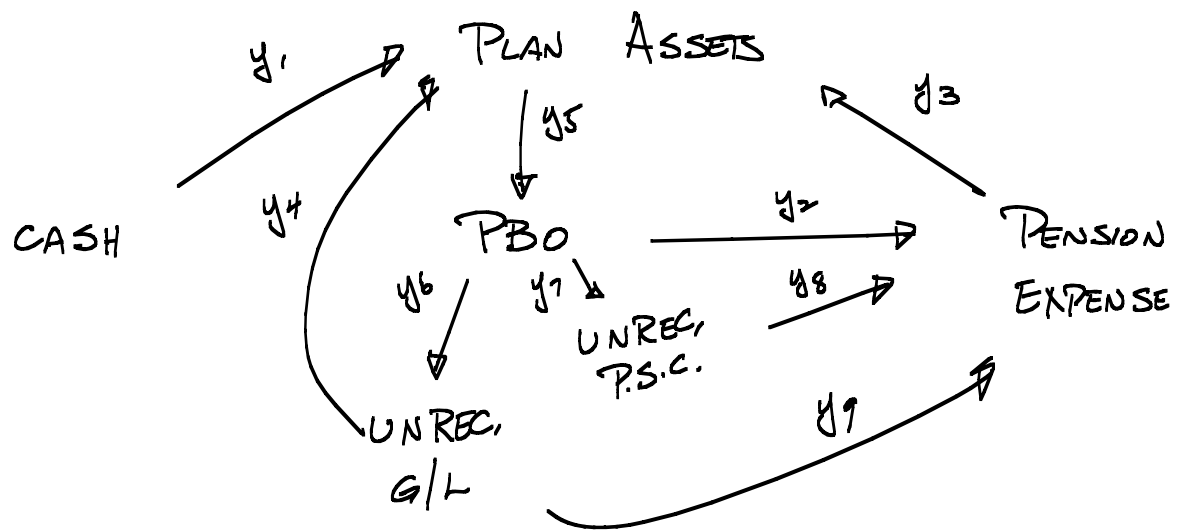 PLAN ASSETS
y1
y3
y5
y4
CASH
PBO
y2
PENSION
EXPENSE
y6
y7
y8
UNREC.
P.S.C.
UNREC.
G/L
y9